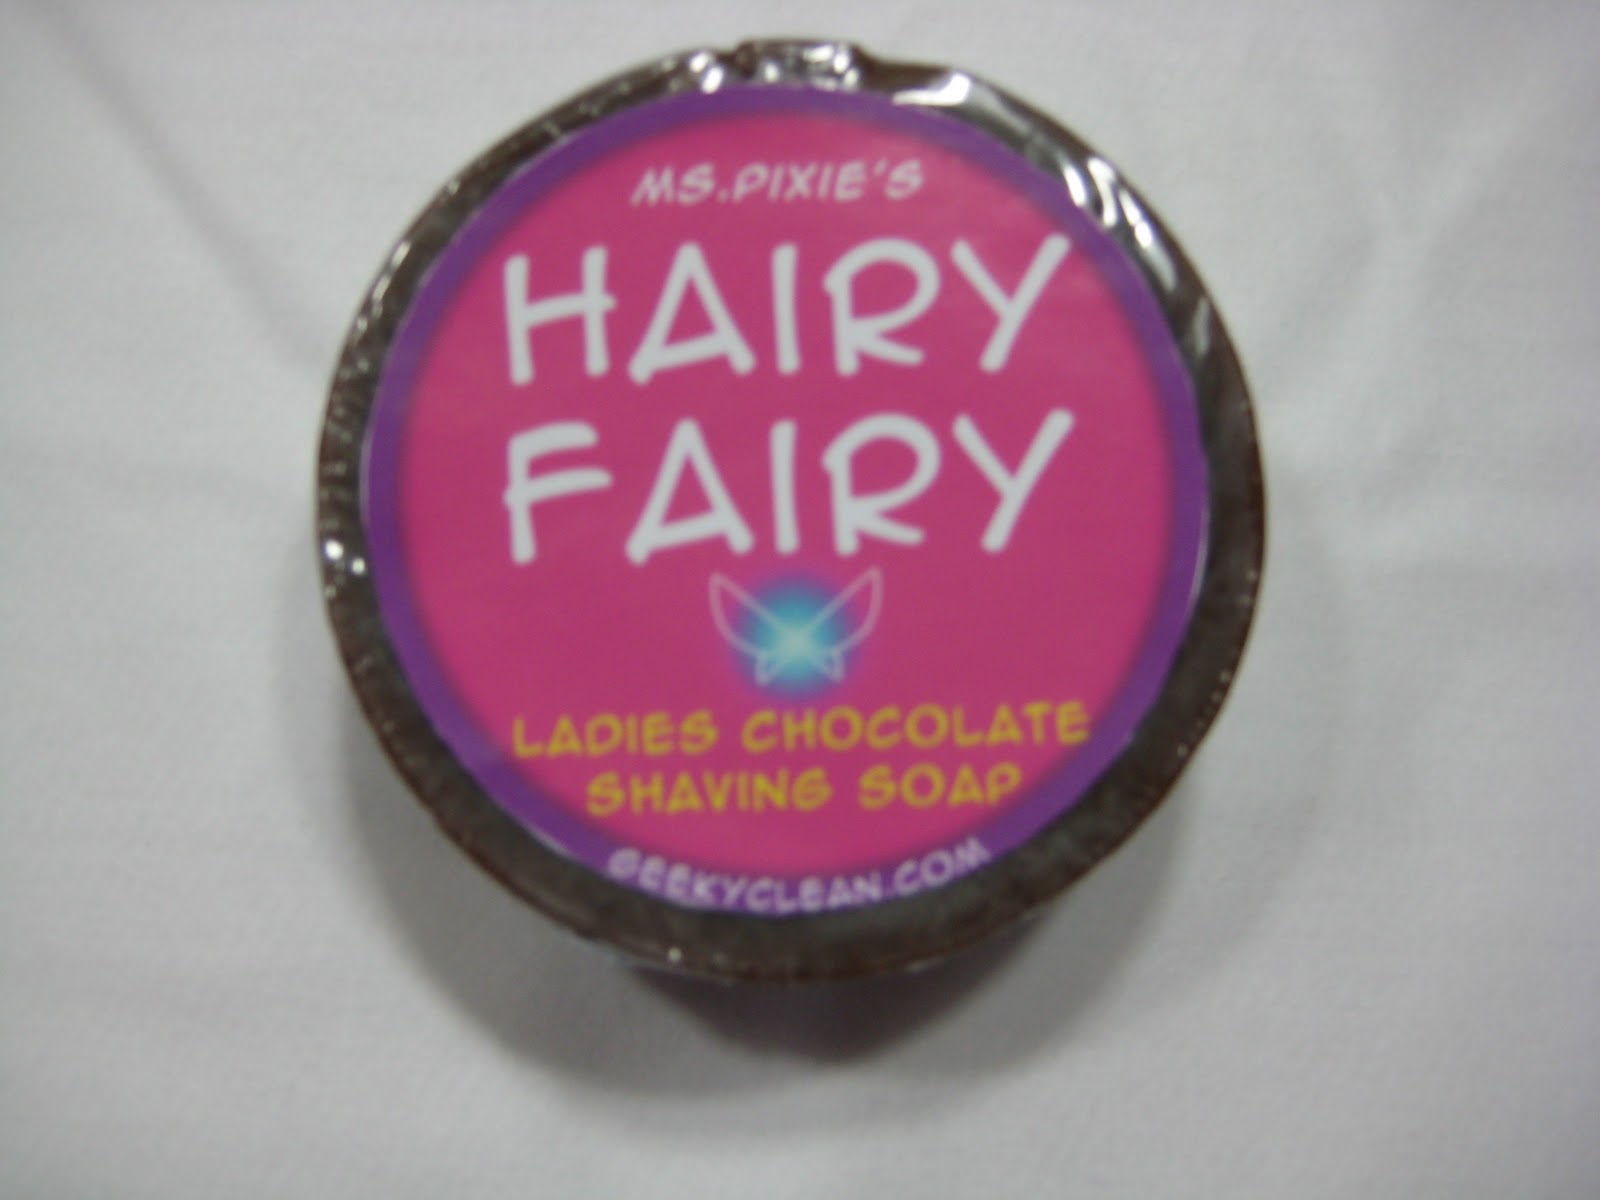 MS.PIXIE'S
HAIRY
FAIRY
LADIES CHOCOLATE
SHAVING SOAP
GEEKYCLEAN.COM